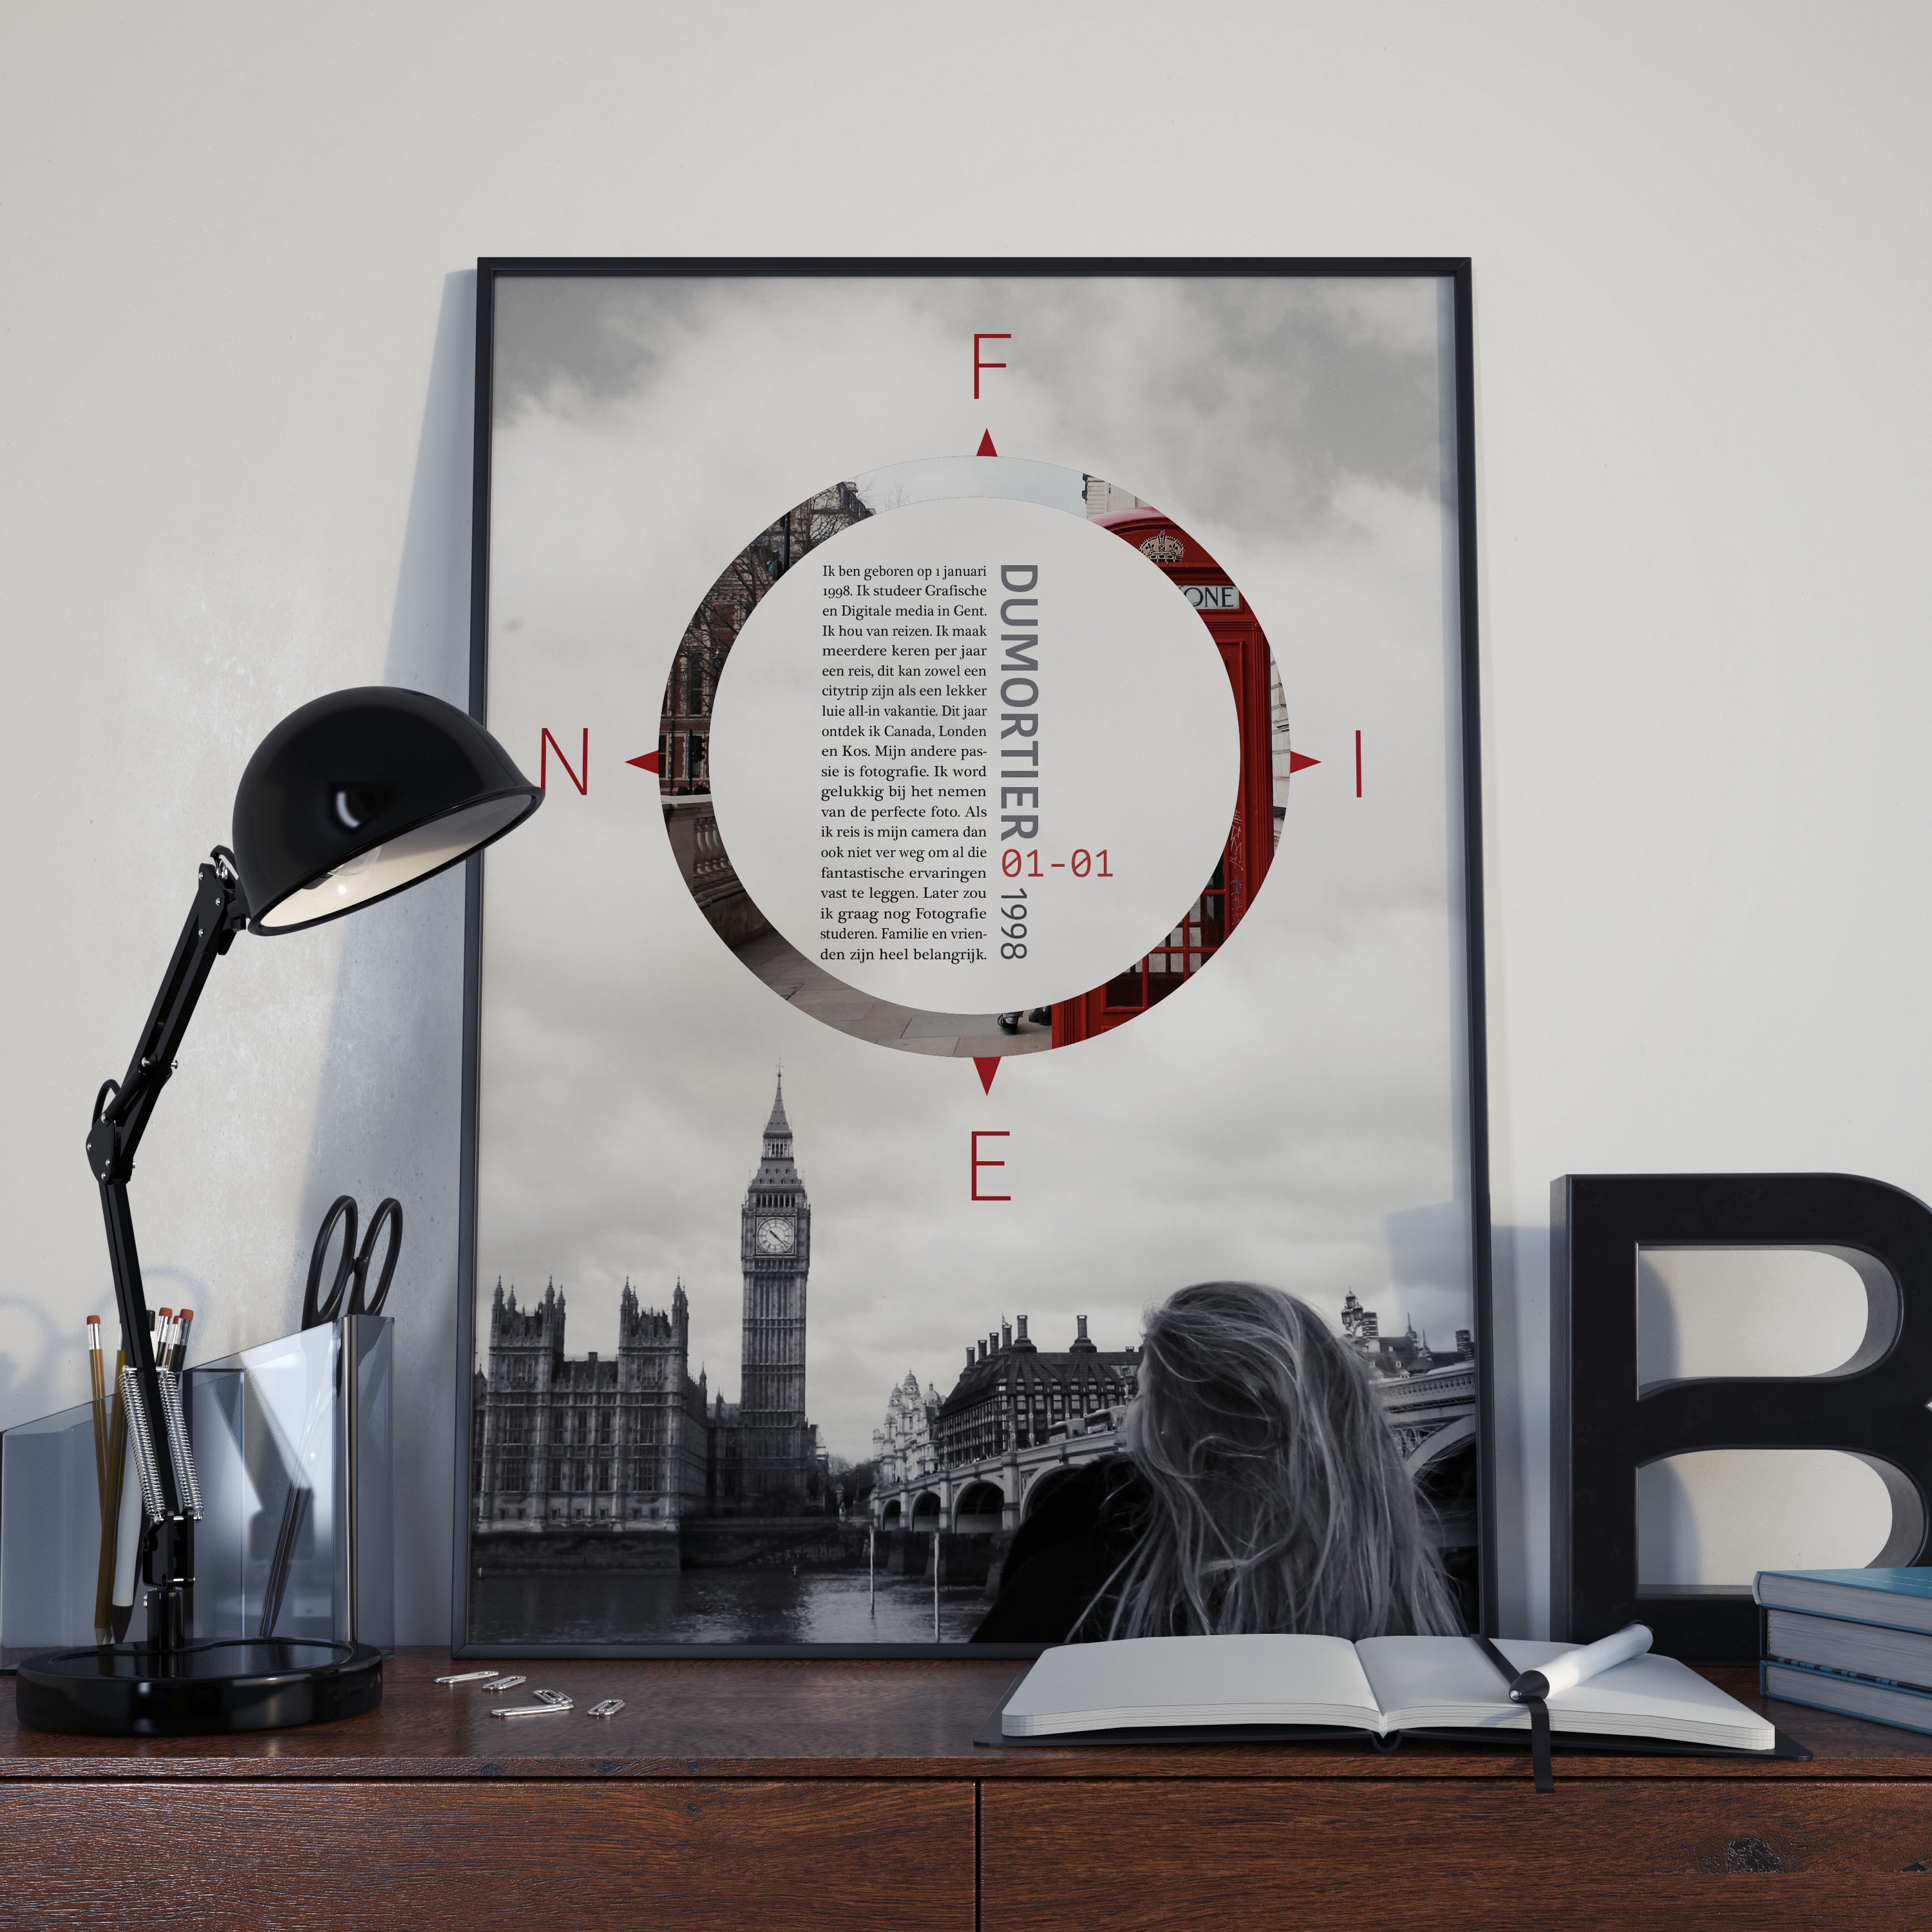 F
ONE
Ik ben geboren op 1 januari
1998. Ik studeer Grafische
en Digitale media in Gent.
Ik hou van reizen. Ik maak
meerdere keren per jaar
een reis, dit kan zowel een
citytrip zijn als een lekker
luie all-in vakantie. Dit jaar
ontdek ik Canada, Londen
en Kos. Mijn andere pas-
sie is fotografie. Ik word
gelukkig bij het nemen
van de perfecte foto. Als
ik reis is mijn camera dan
ook niet ver weg om al die
fantastische ervaringen
vast te leggen. Later zou
ik graag nog Fotografie
studeren. Familie en vrien-
den zijn heel belangrijk.
DUMORTIER
01-01
1998
N
I
E
B